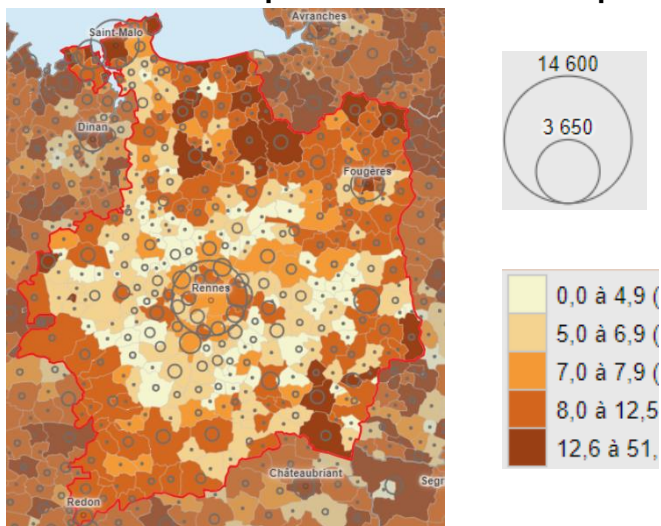 Avranches
Saint-Malo
Dinan
Fougères
Rennes
Châteaubriant
Segr
Redon
14 600
3 650
0,0 à 4,9 (
5,0 à 6,9 (
7,0 à 7,9 (
8,0 à 12,5
12,6 à 51,